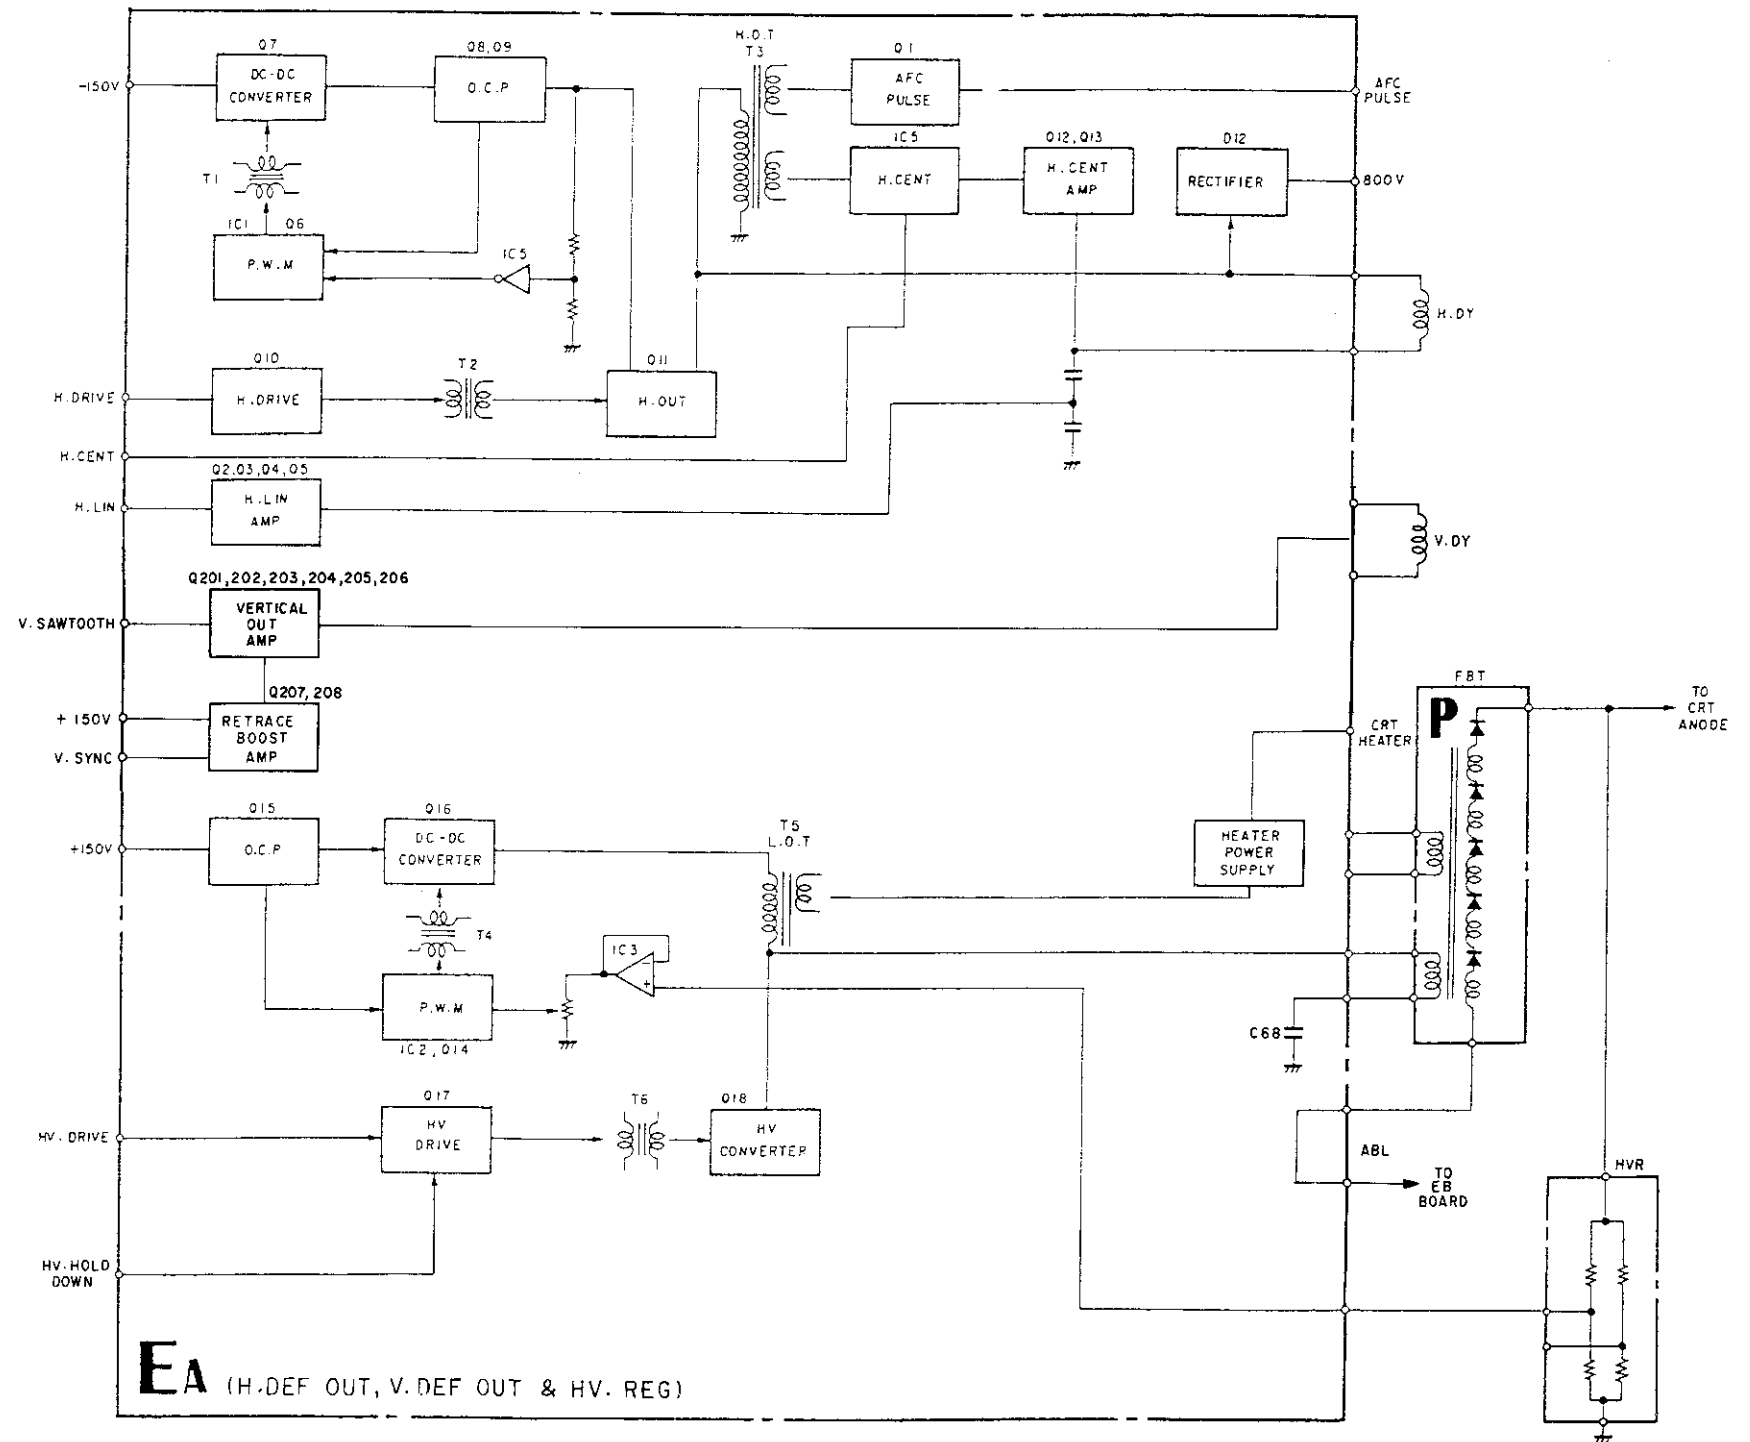 Q7
DC-DC
CONVERTER
Q8,Q9
O.C.P
H.O.T
T3
Q1
AFC
PULSE
AFC
PULSE
-150V
T1
IC1 Q6
P.W.M
IC5
IC5
H.CENT
Q12,Q13
H.CENT
AMP
D12
RECTIFIER
800V
H.DY
Q10
H.DRIVE
H.DRIVE
T2
Q11
H.OUT
H.CENT
Q2,Q3,Q4,Q5
H.LIN
H.LIN
AMP
V.DY
Q201,202,203,204,205,206
V.SAWTOOTH
VERTICAL
OUT
AMP
Q207,208
+150V
V.SYNC
RETRACE
BOOST
AMP
CRT
HEATER
FBT
P
TO
CRT
ANODE
Q15
+150V
O.C.P
Q16
DC-DC
CONVERTER
T5
L.O.T
HEATER
POWER
SUPPLY
T4
IC3
-
+
P.W.M
IC2,Q14
C68
Q17
HV.DRIVE
HV
DRIVE
T6
Q18
HV
CONVERTER
ABL
TO
EB
BOARD
HVR
HV.HOLD
DOWN
EA (H.DEF OUT, V.DEF OUT & HV. REG)